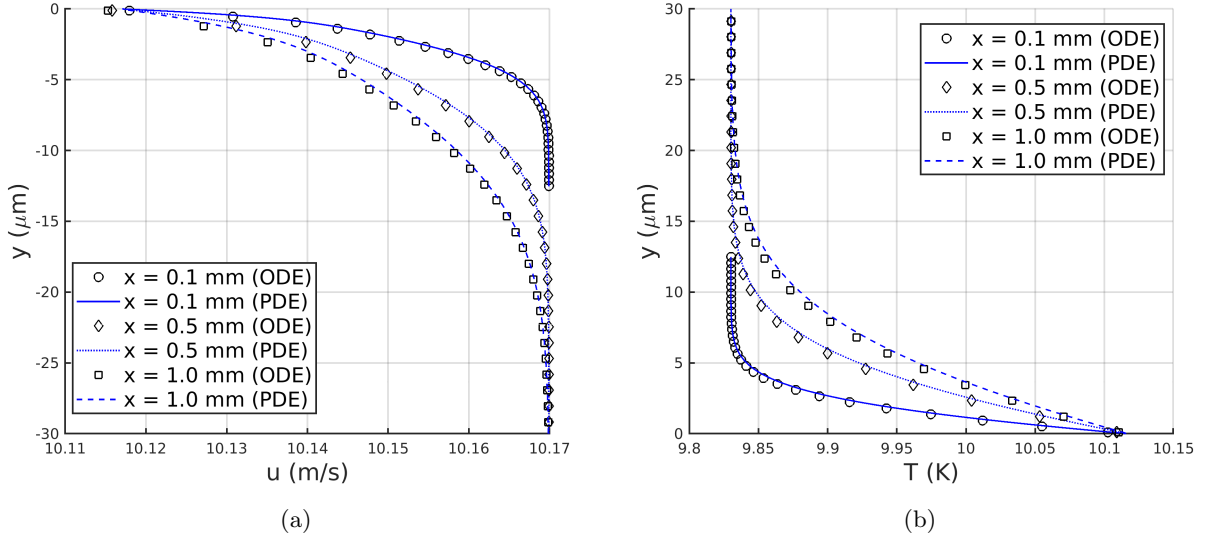 0
-5
-10
-15
-20
-25
-30
y (μm)
x = 0.1 mm (ODE)
x = 0.1 mm (PDE)
x = 0.5 mm (ODE)
x = 0.5 mm (PDE)
x = 1.0 mm (ODE)
x = 1.0 mm (PDE)
10.11 10.12 10.13 10.14 10.15 10.16 10.17
u (m/s)
(a)
30
25
20
15
10
5
0
y (μm)
x = 0.1 mm (ODE)
x = 0.1 mm (PDE)
x = 0.5 mm (ODE)
x = 0.5 mm (PDE)
x = 1.0 mm (ODE)
x = 1.0 mm (PDE)
9.8 9.85 9.9 9.95 10 10.05 10.1 10.15
T (K)
(b)